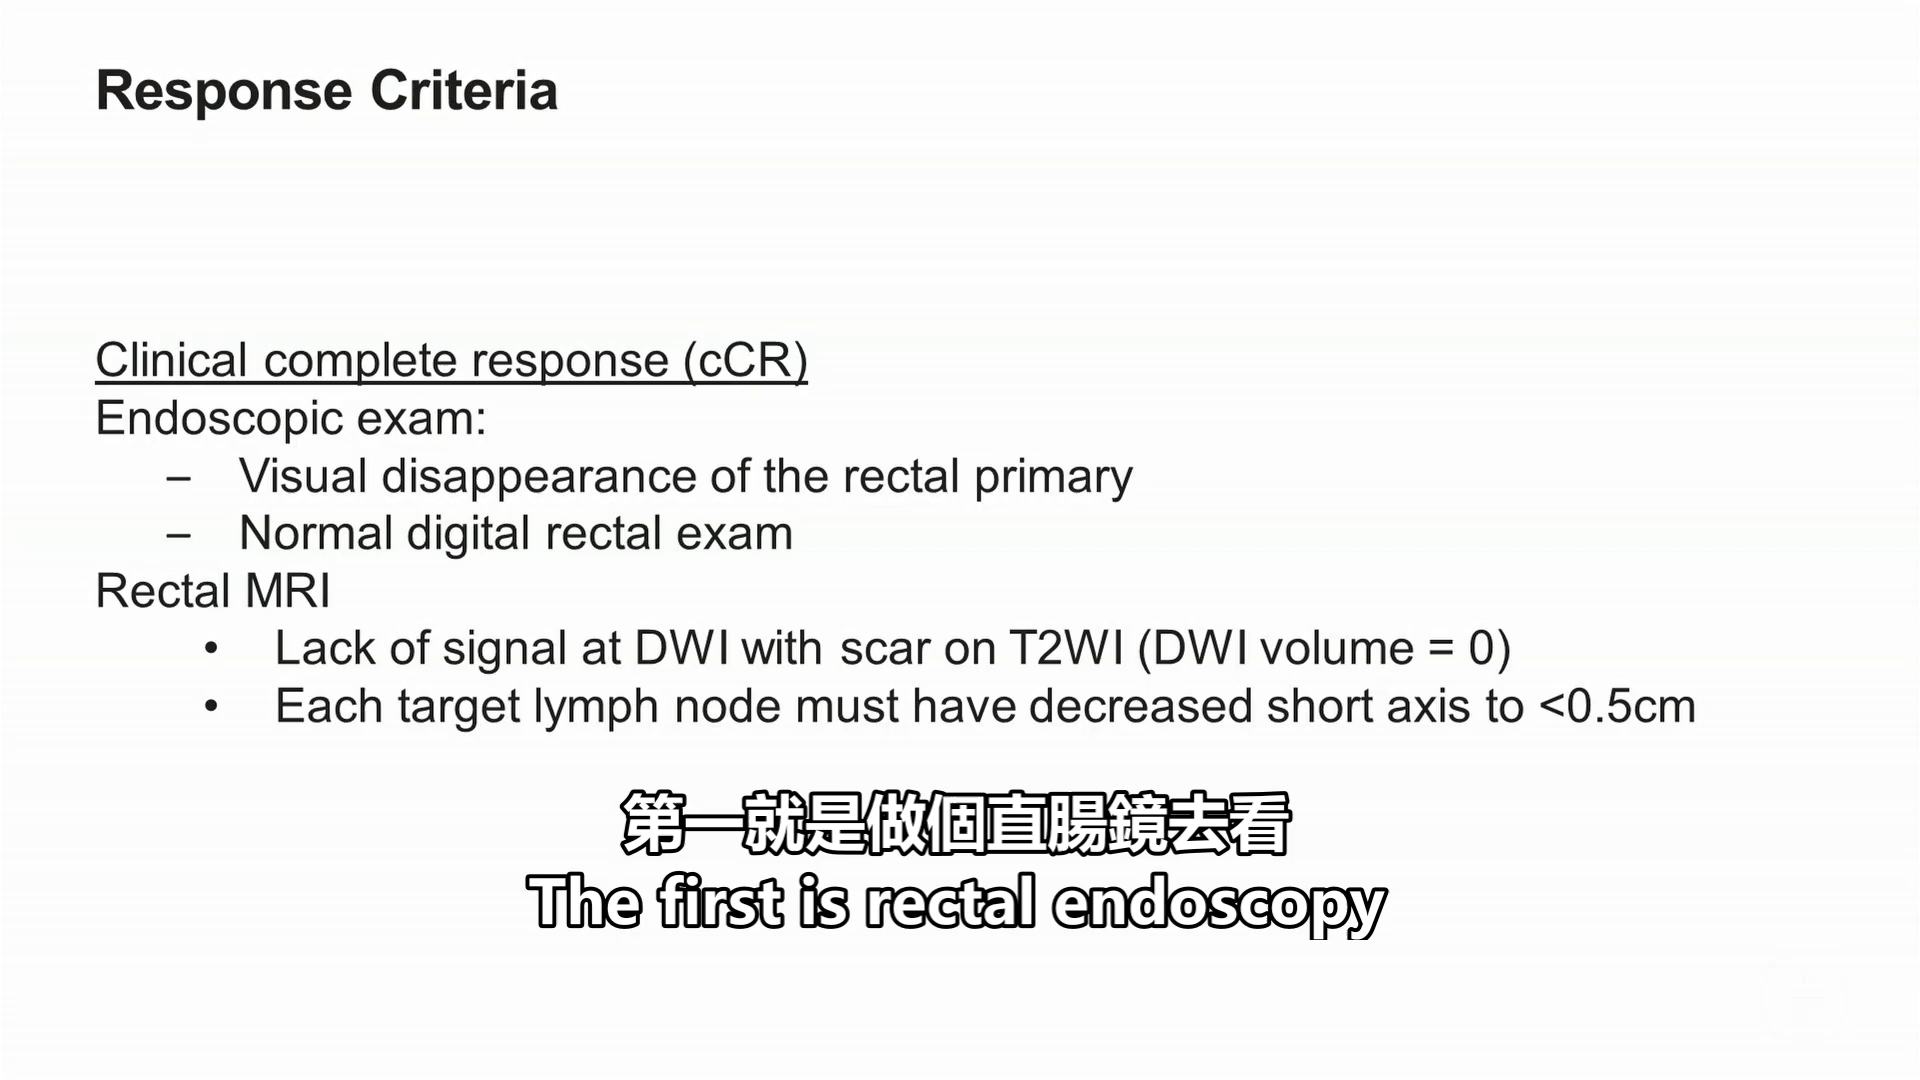 Response Criteria
Clinical complete response (cCR)
Endoscopic exam:
– Visual disappearance of the rectal primary
– Normal digital rectal exam
Rectal MRI
• Lack of signal at DWI with scar on T2WI (DWI volume = 0)
• Each target lymph node must have decreased short axis to <0.5cm
第一就是做個直腸鏡去看
The first is rectal endoscopy